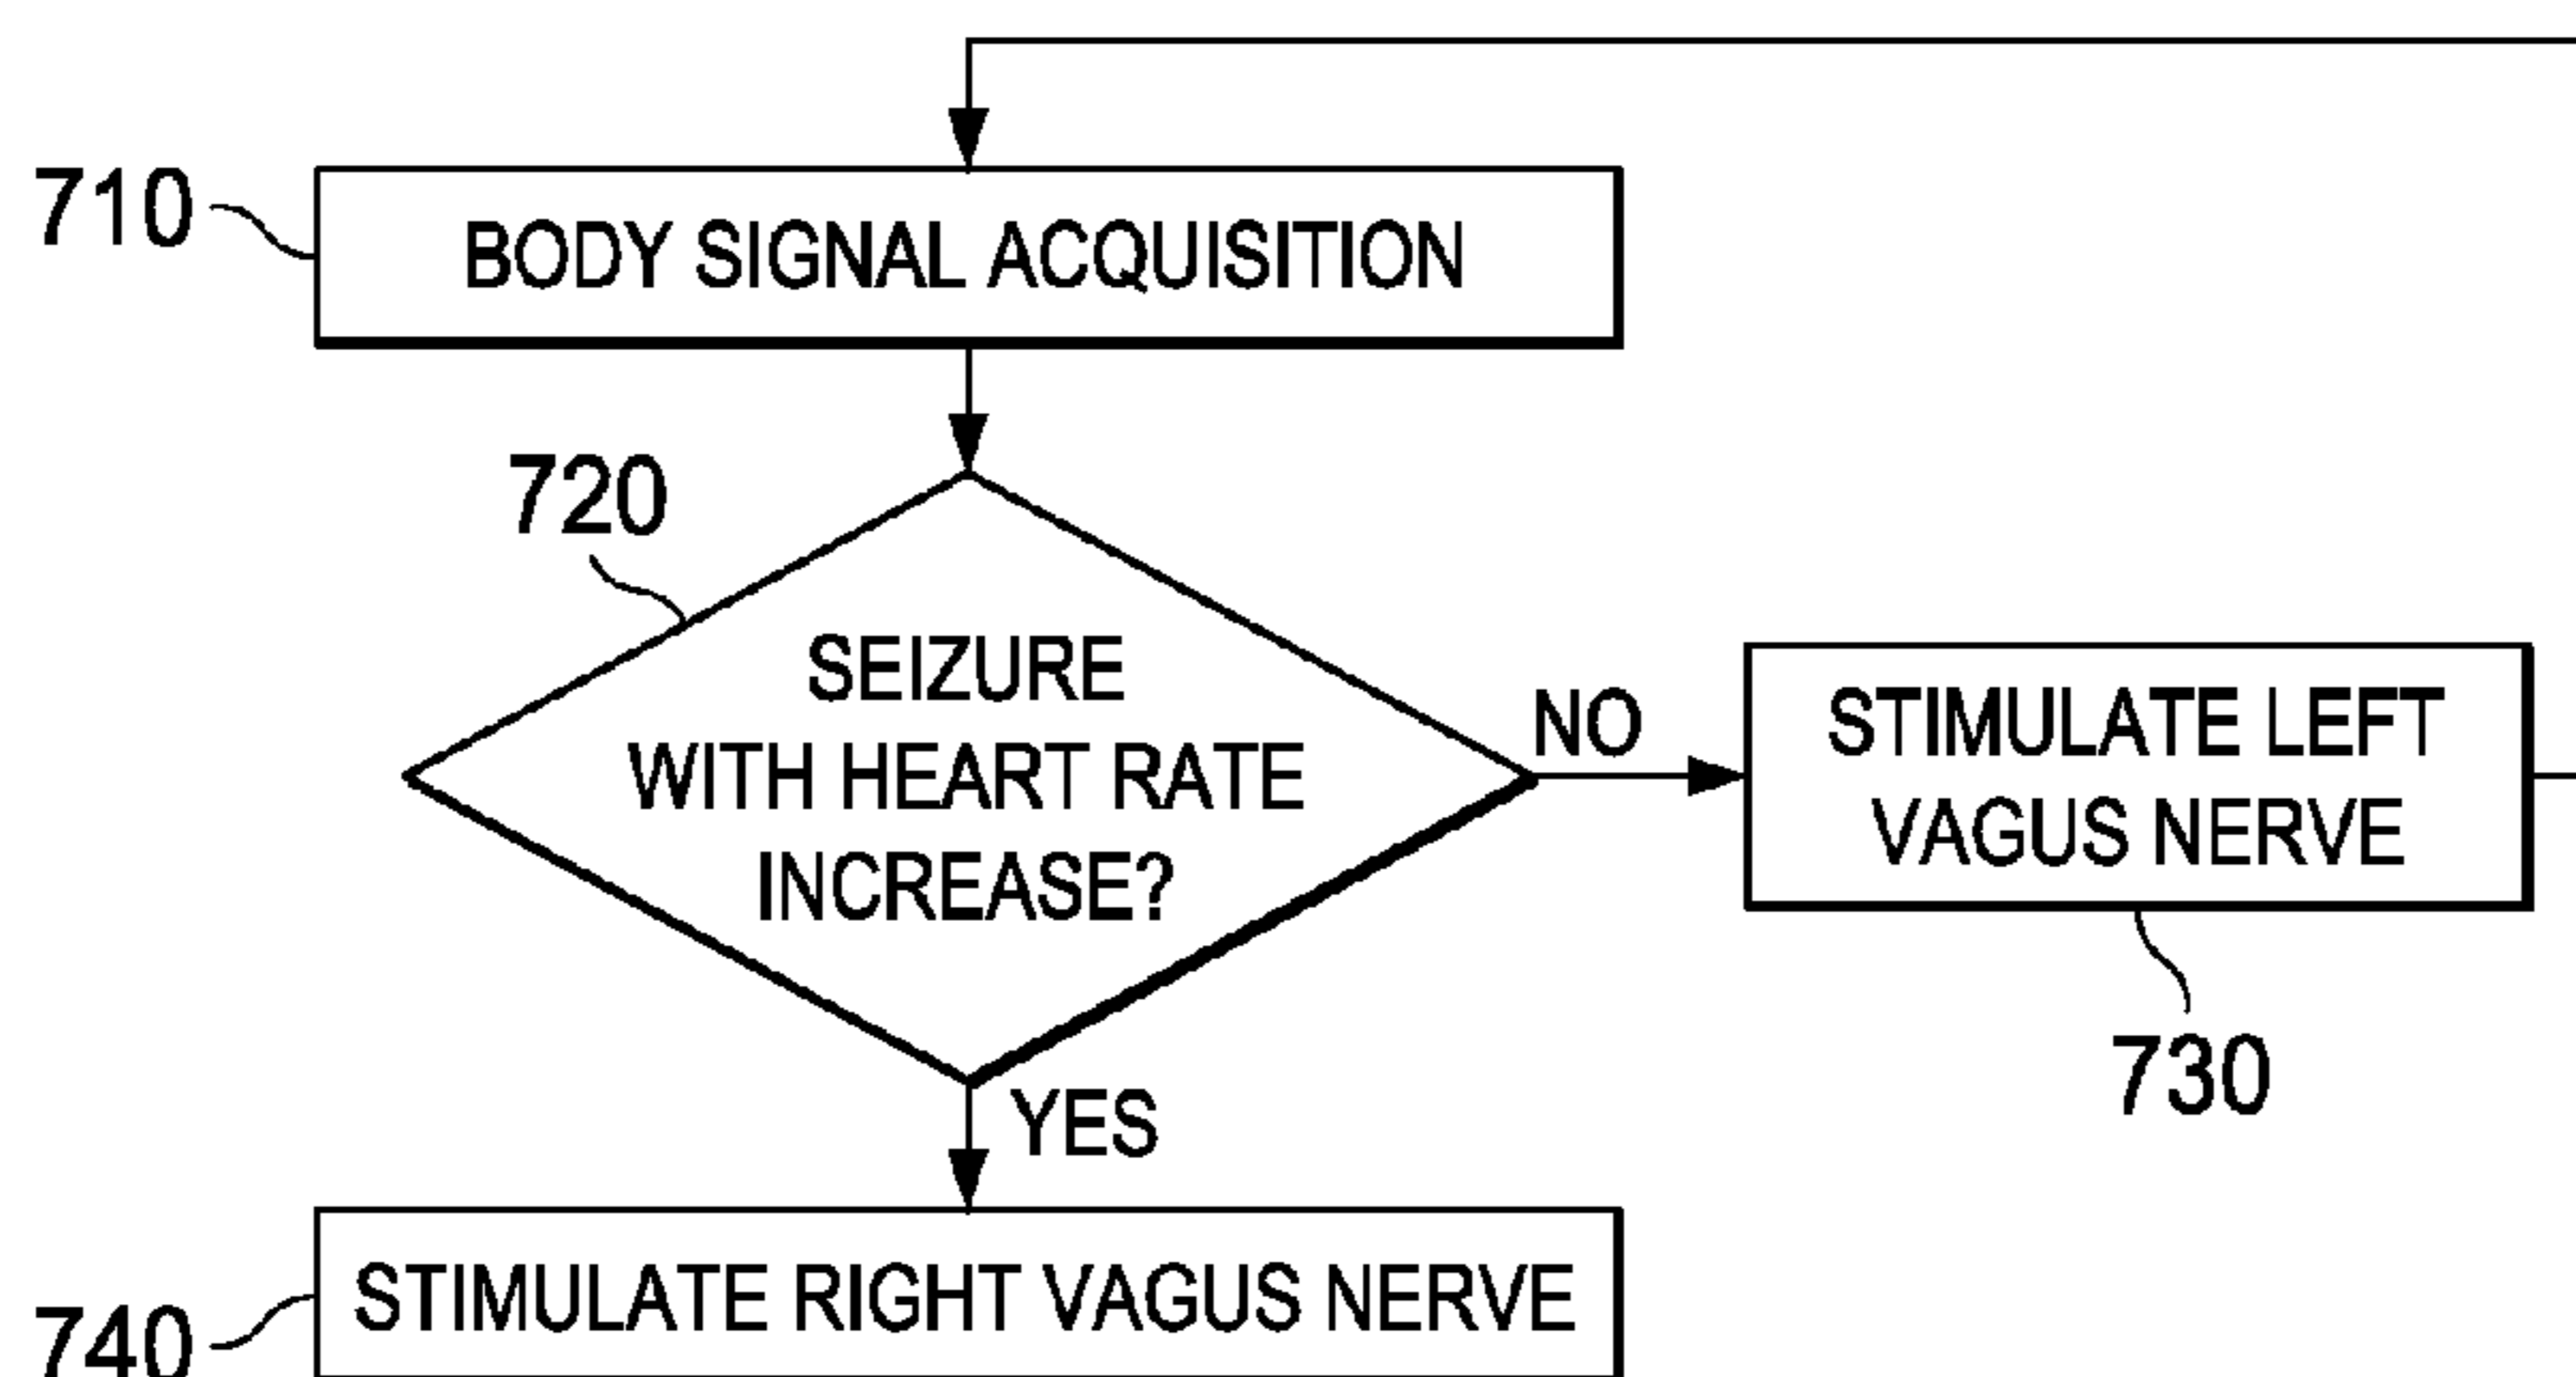 710
BODY SIGNAL ACQUISITION
720
SEIZURE
WITH HEART RATE
INCREASE?
NO
STIMULATE LEFT
VAGUS NERVE
730
YES
STIMULATE RIGHT VAGUS NERVE
740